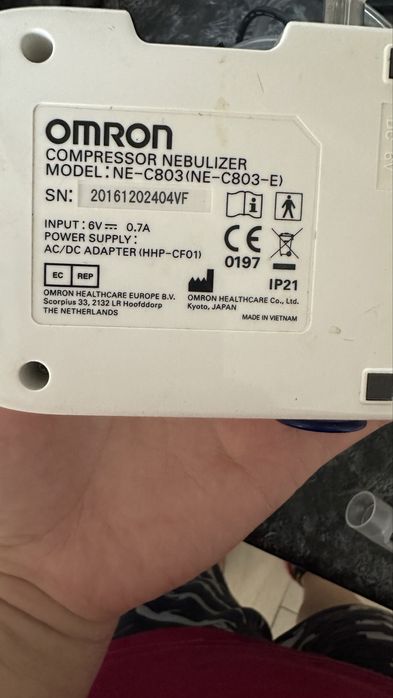 OMRON
COMPRESSOR NEBULIZER
MODEL: NE-C803(NE-C803-E)
SN: 20161202404VF
INPUT: 6V⎓ 0.7A
POWER SUPPLY:
AC/DC ADAPTER (HHP-CF01)
CE
0197
EC REP
IP21
OMRON HEALTHCARE EUROPE B.V.
Scorpius 33, 2132 LR Hoofddorp
THE NETHERLANDS
OMRON HEALTHCARE Co., Ltd.
Kyoto, JAPAN
MADE IN VIETNAM
DC 6V